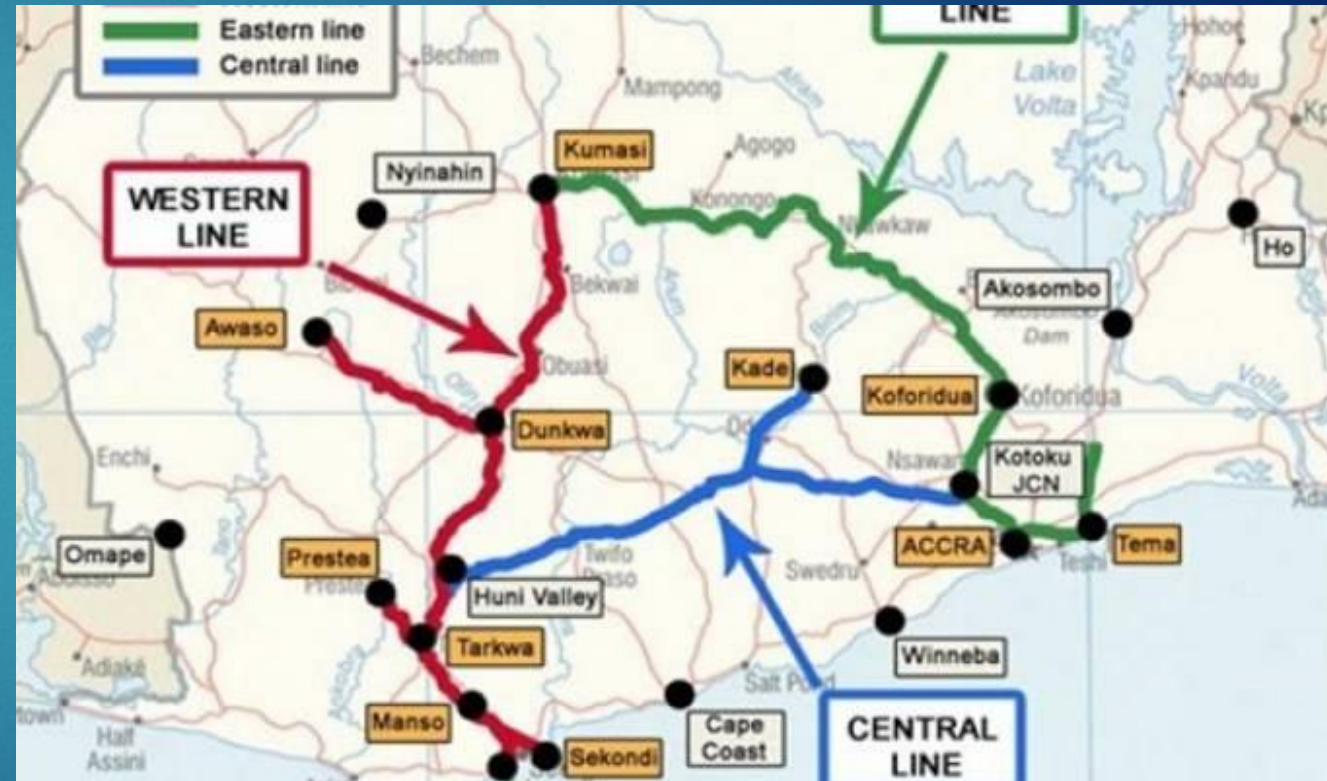 LINE
Eastern line
Central line
Bechem
Mampong
Afram
Lake
Volta
Hohoe
Kpandu
Kumasi
Agogo
Nyinahin
WESTERN
LINE
Konongo
Nkawkaw
Ho
Bekwai
Akosombo
Dam
Awaso
Obuasi
Kade
Koforidua
Koforidua
Volta
Dunkwa
Enchi
Kotoku
JCN
Omape
Prestea
Twifo
Praso
ACCRA
Tema
Teshi
Swedru
Huni Valley
Tarkwa
Winneba
Adiaké
Salt Pond
Manso
Cape
Coast
CENTRAL
LINE
Half
Assini
Sekondi